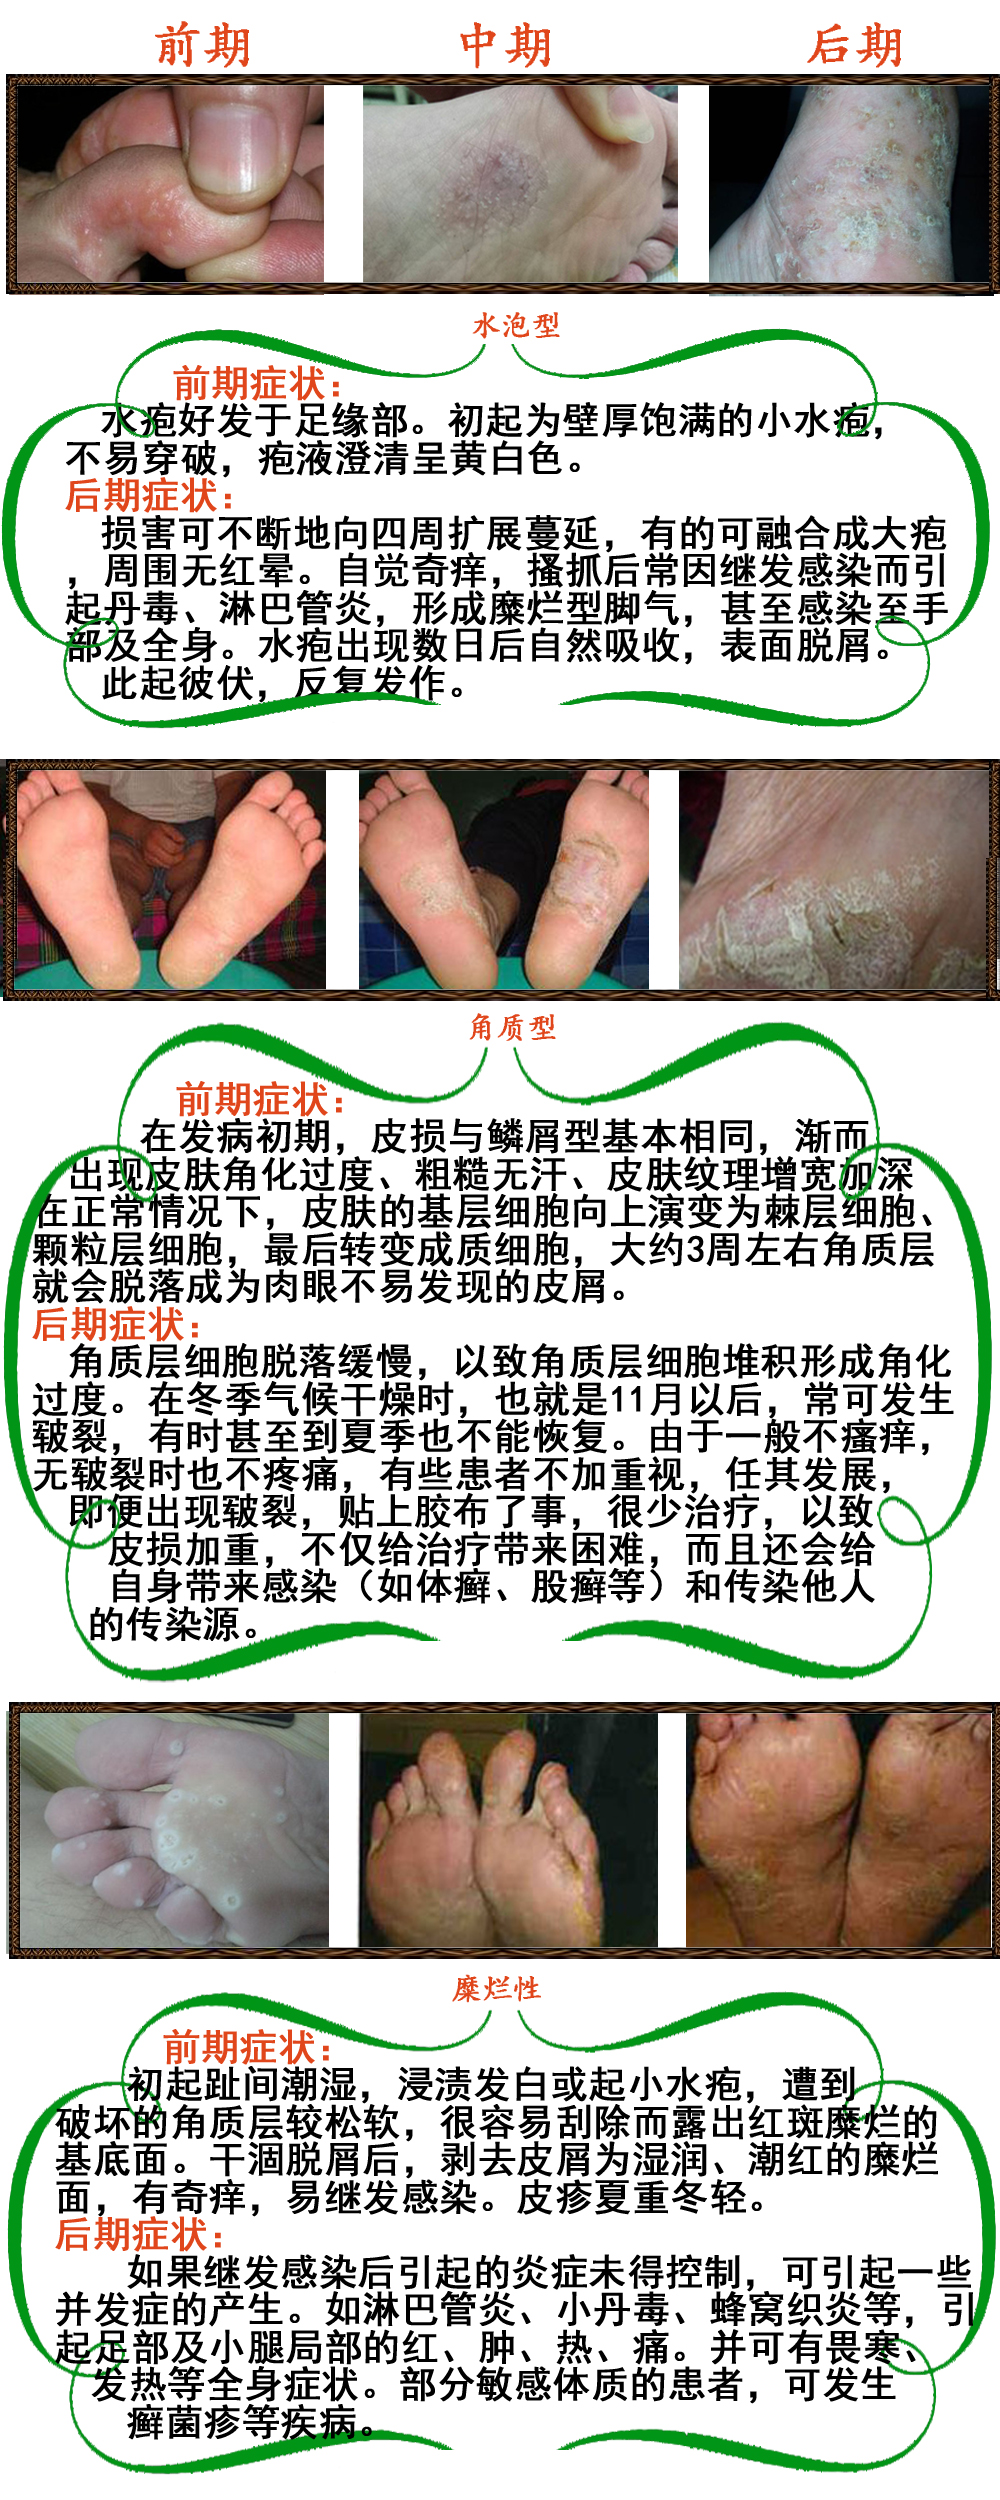 前期
中期
后期
水泡型
前期症状:
水疱好发于足缘部。初起为壁厚饱满的小水疱,
不易穿破,疱液澄清呈黄白色。
后期症状:
损害可不断地向四周扩展蔓延,有的可融合成大疱
,周围无红晕。自觉奇痒,搔抓后常因继发感染而引
起丹毒、淋巴管炎,形成糜烂型脚气,甚至感染至手
部及全身。水疱出现数日后自然吸收,表面脱屑。
此起彼伏,反复发作。
角质型
前期症状:
在发病初期,皮损与鳞屑型基本相同,渐而
出现皮肤角化过度、粗糙无汗、皮肤纹理增宽加深
在正常情况下,皮肤的基层细胞向上演变为棘层细胞、
颗粒层细胞,最后转变成质细胞,大约3周左右角质层
就会脱落成为肉眼不易发现的皮屑。
后期症状:
角质层细胞脱落缓慢,以致角质层细胞堆积形成角化
过度。在冬季气候干燥时,也就是11月以后,常可发生
皲裂,有时甚至到夏季也不能恢复。由于一般不瘙痒,
无皲裂时也不疼痛,有些患者不加重视,任其发展,
即便出现皲裂,贴上胶布了事,很少治疗,以致
皮损加重,不仅给治疗带来困难,而且还会给
自身带来感染(如体癣、股癣等)和传染他人
的传染源。
糜烂性
前期症状:
初起趾间潮湿,浸渍发白或起小水疱,遭到
破坏的角质层较松软,很容易刮除而露出红斑糜烂的
基底面。干涸脱屑后,剥去皮屑为湿润、潮红的糜烂
面,有奇痒,易继发感染。皮疹夏重冬轻。
后期症状:
如果继发感染后引起的炎症未得控制,可引起一些
并发症的产生。如淋巴管炎、小丹毒、蜂窝织炎等,引
起足部及小腿局部的红、肿、热、痛。并可有畏寒、
发热等全身症状。部分敏感体质的患者,可发生
癣菌疹等疾病。